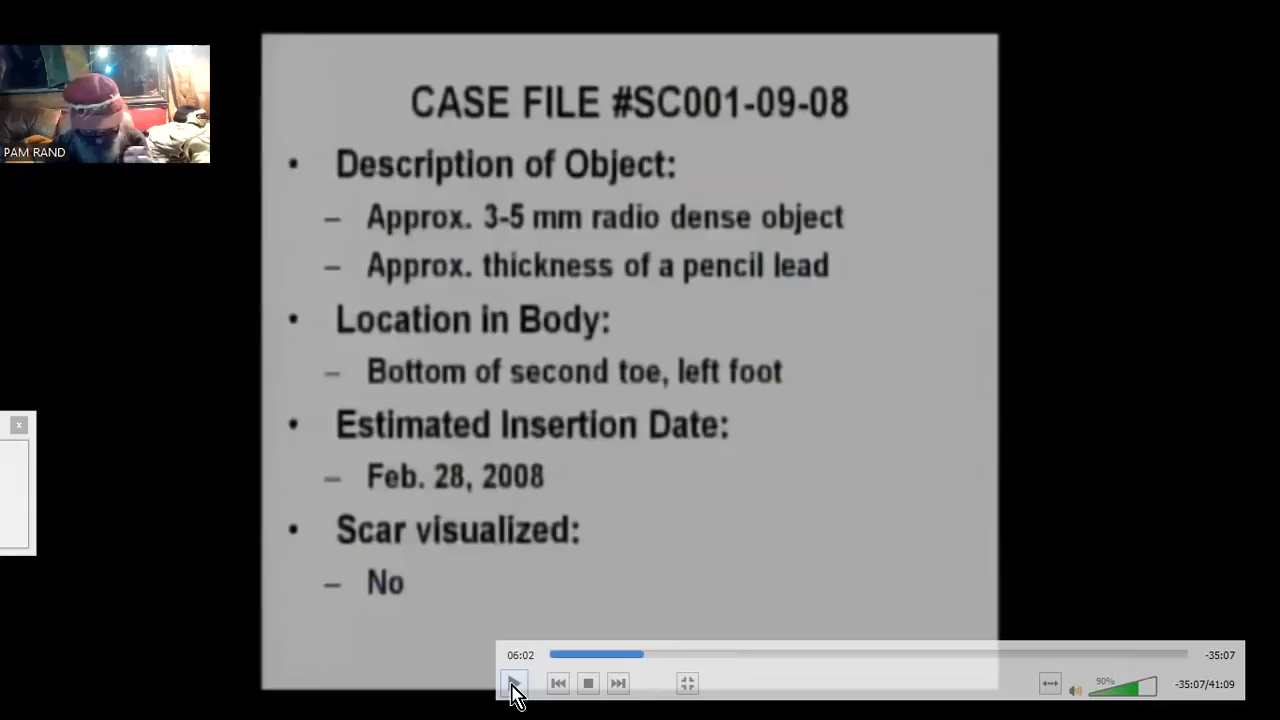 PAM RAND
CASE FILE #SC001-09-08
• Description of Object:
– Approx. 3-5 mm radio dense object
– Approx. thickness of a pencil lead
• Location in Body:
– Bottom of second toe, left foot
• Estimated Insertion Date:
– Feb. 28, 2008
• Scar visualized:
– No
06:02
-35:07
90%
-35:07/41:09